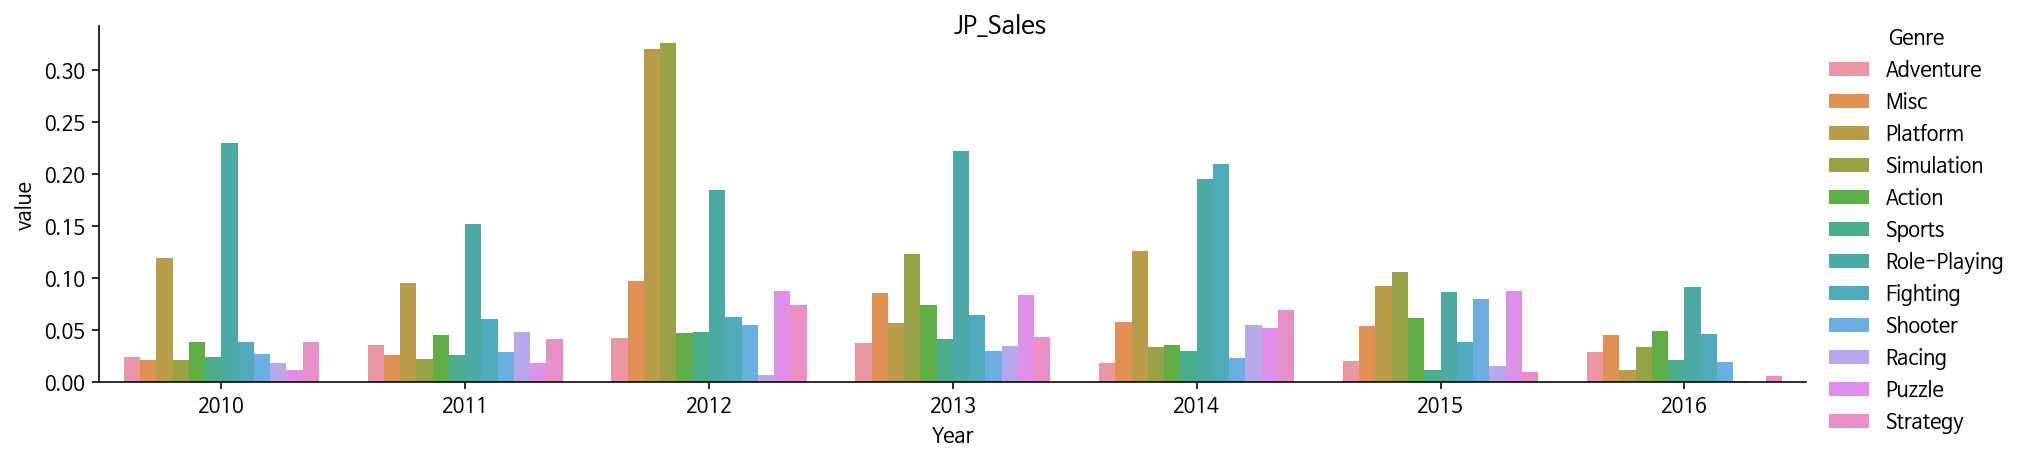 JP_Sales
value
0.30
0.25
0.20
0.15
0.10
0.05
0.00
2010 2011 2012 2013 2014 2015 2016
Year
Genre
Adventure
Misc
Platform
Simulation
Action
Sports
Role-Playing
Fighting
Shooter
Racing
Puzzle
Strategy